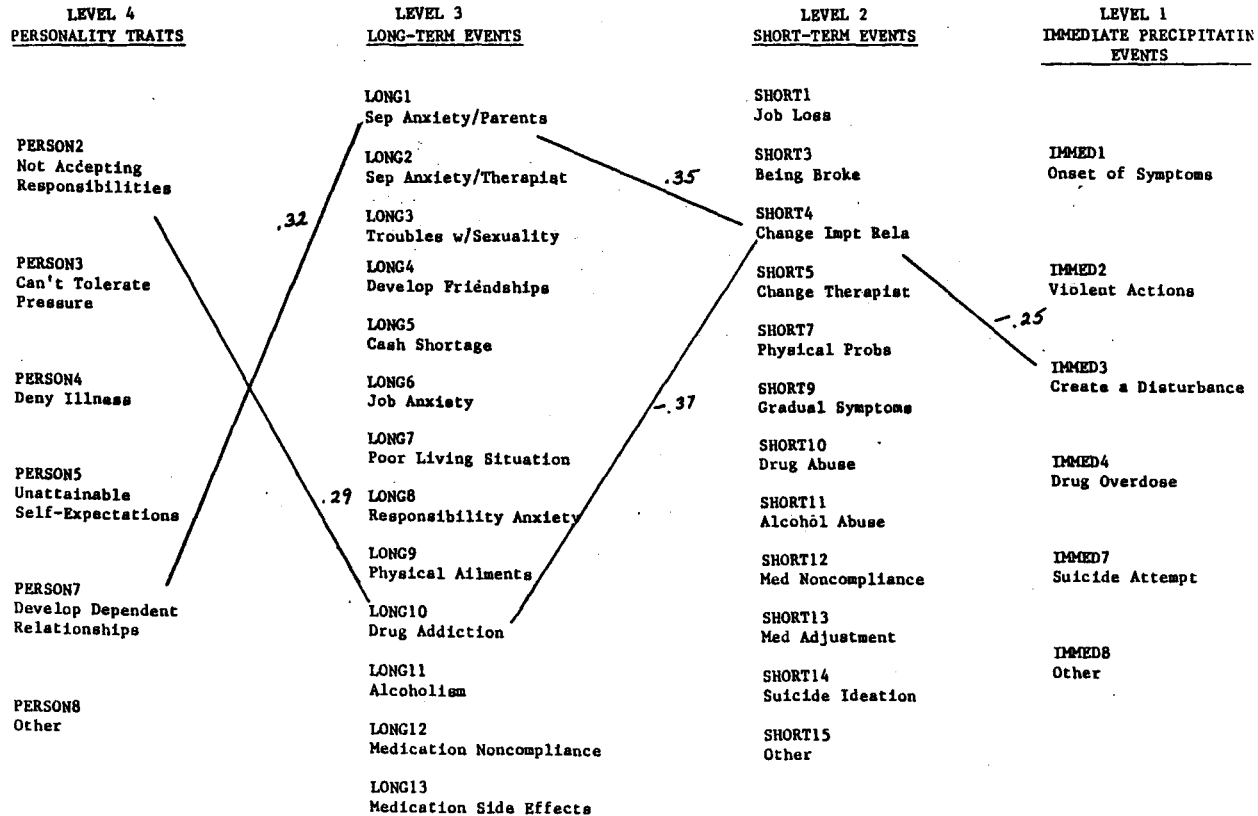 LEVEL 4
PERSONALITY TRAITS
PERSON2
Not Accepting
Responsibilities
PERSON3
Can't Tolerate
Pressure
PERSON4
Deny Illness
PERSON5
Unattainable
Self-Expectations
PERSON7
Develop Dependent
Relationships
PERSON8
Other
.32
.29
LEVEL 3
LONG-TERM EVENTS
LONG1
Sep Anxiety/Parents
LONG2
Sep Anxiety/Therapist
LONG3
Troubles w/Sexuality
LONG4
Develop Friendships
LONG5
Cash Shortage
LONG6
Job Anxiety
LONG7
Poor Living Situation
LONG8
Responsibility Anxiety
LONG9
Physical Ailments
LONG10
Drug Addiction
LONG11
Alcoholism
LONG12
Medication Noncompliance
LONG13
Medication Side Effects
.35
-.37
LEVEL 2
SHORT-TERM EVENTS
SHORT1
Job Loss
SHORT3
Being Broke
SHORT4
Change Impt Rela
SHORT5
Change Therapist
SHORT7
Physical Probs
SHORT9
Gradual Symptoms
SHORT10
Drug Abuse
SHORT11
Alcohol Abuse
SHORT12
Med Noncompliance
SHORT13
Med Adjustment
SHORT14
Suicide Ideation
SHORT15
Other
-.25
LEVEL 1
IMMEDIATE PRECIPITATIN
EVENTS
IMMED1
Onset of Symptoms
IMMED2
Violent Actions
IMMED3
Create a Disturbance
IMMED4
Drug Overdose
IMMED7
Suicide Attempt
IMMED8
Other